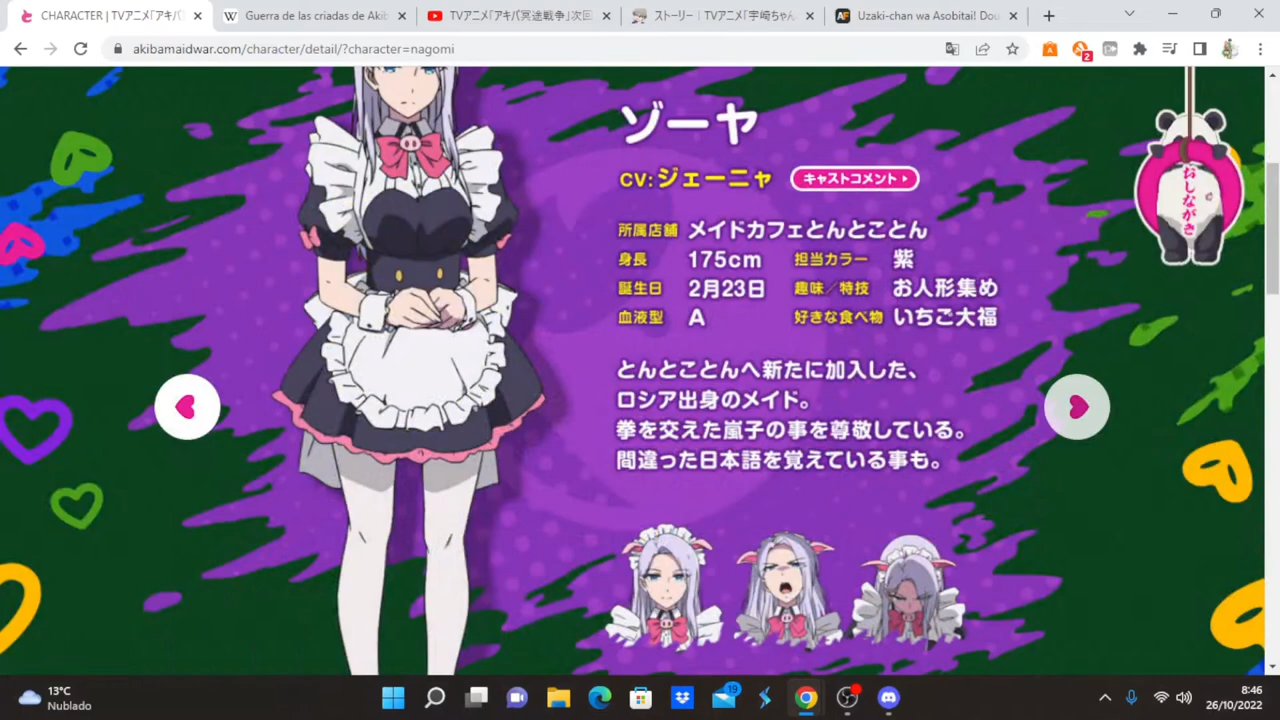 CHARACTER | TVアニメ「アキバ
Guerra de las criadas de Akib
TVアニメ「アキバ冥途戦争」次回
ストーリー | TVアニメ「宇崎ちゃん
Uzaki-chan wa Asobitai! Dou
akibamaidwar.com/character/detail/?character=nagomi
2
ゾーヤ
CV:ジェーニャ
キャストコメント
所属店舗 メイドカフェとんとことん
身長 175cm 担当カラー 紫
誕生日 2月23日 趣味/特技 お人形集め
血液型 A 好きな食べ物 いちご大福
とんとことんへ新たに加入した、
ロシア出身のメイド。
拳を交えた嵐子の事を尊敬している。
間違った日本語を覚えている事も。
おしながき
13°C
Nublado
19
8:46
26/10/2022